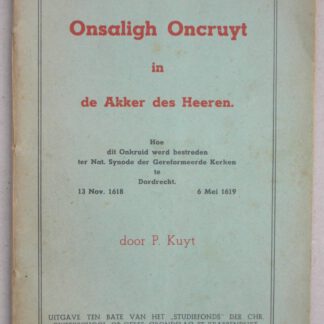 Onsaligh Oncruyt
in
de Akker des Heeren.
Hoe
dit Onkruid werd bestreden
ter Nat. Synode der Gereformeerde Kerken
te
Dordrecht.
13 Nov. 1618 6 Mei 1619
door P. Kuyt
UITGAVE TEN BATE VAN HET „STUDIEFONDS” DER CHR.